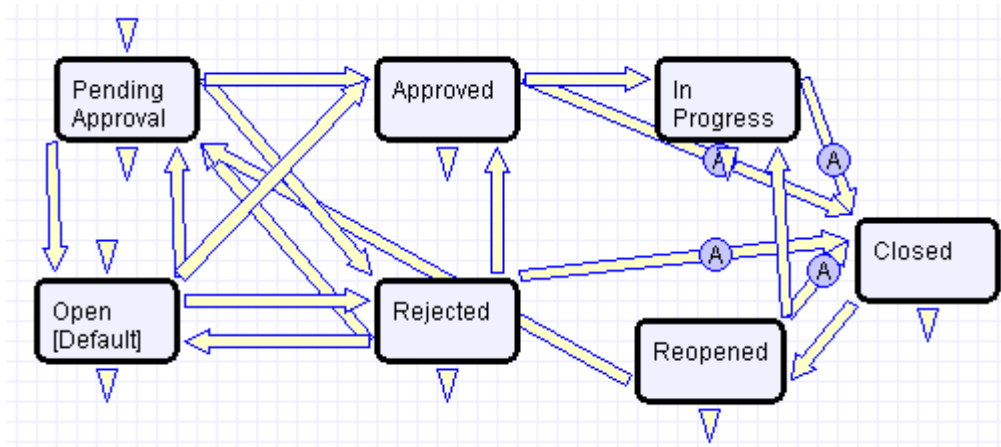 Pending
Approval
Approved
In
Progress
A
A
Closed
A
A
Open
[Default]
Rejected
Reopened